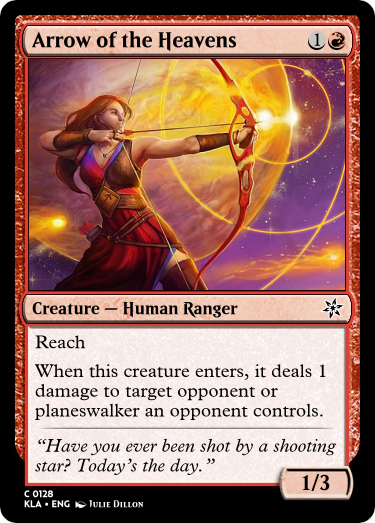 Arrow of the Heavens 1
Creature — Human Ranger
Reach
When this creature enters, it deals 1
damage to target opponent or
planeswalker an opponent controls.
“Have you ever been shot by a shooting
star? Today’s the day.”
1/3
C 0128
KLA • ENG Julie Dillon